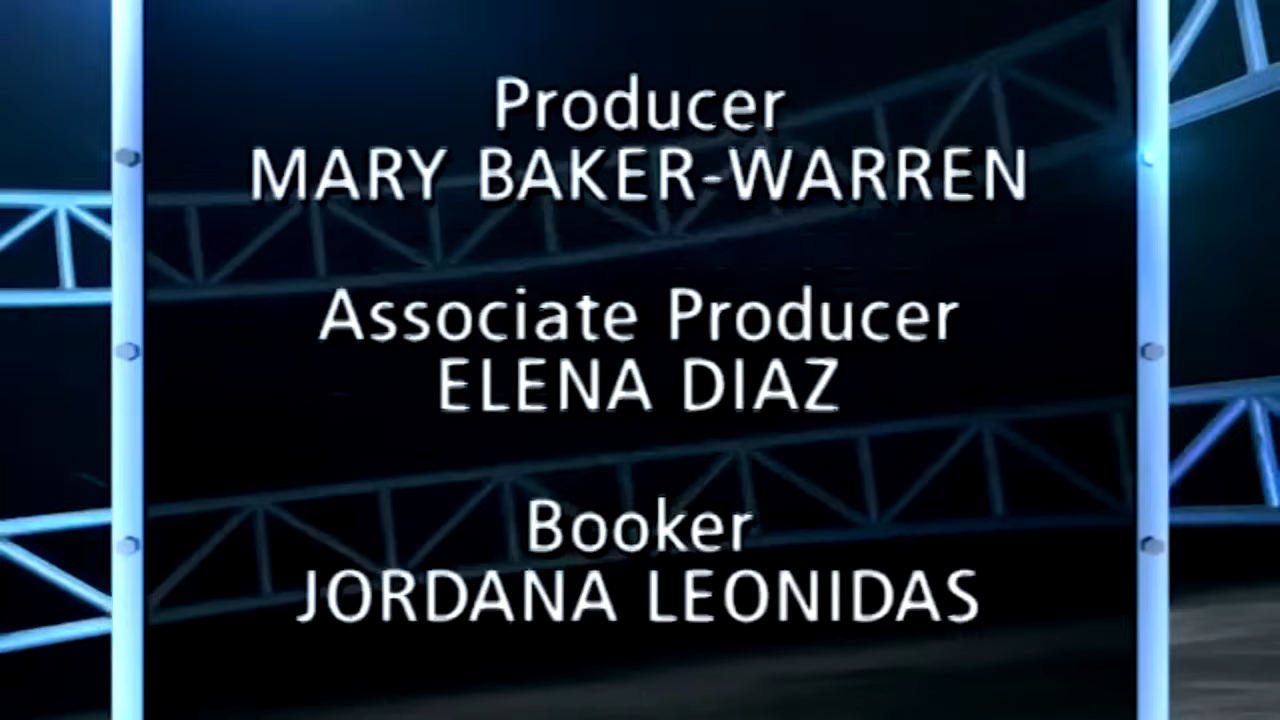 Producer
MARY BAKER-WARREN
Associate Producer
ELENA DIAZ
Booker
JORDANA LEONIDAS